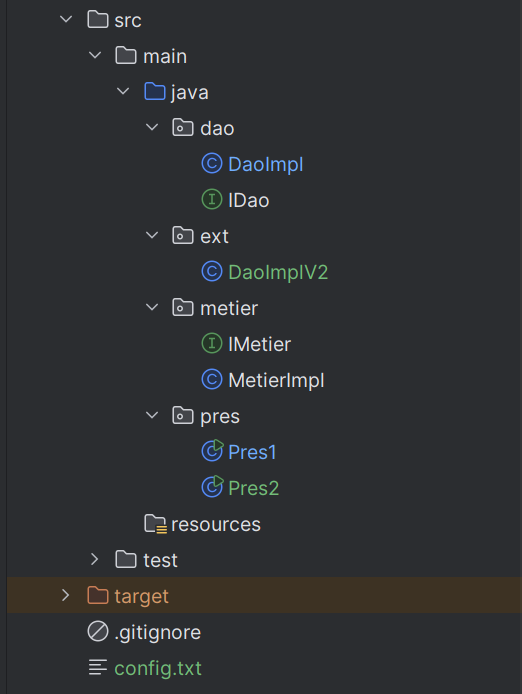 src
main
java
dao
DaoImpl
IDao
ext
DaoImplV2
metier
IMetier
MetierImpl
pres
Pres1
Pres2
resources
test
target
.gitignore
config.txt